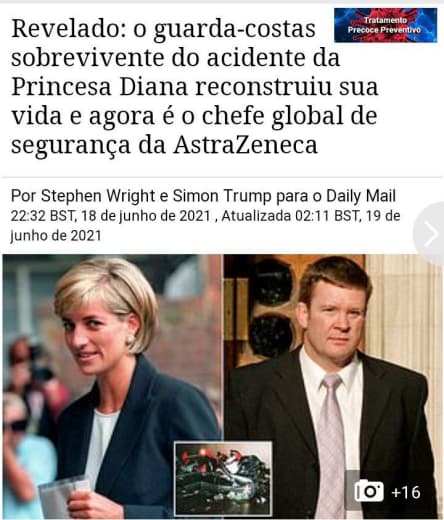 Revelado: o guarda-costas
sobrevivente do acidente da
Princesa Diana reconstruiu sua
vida e agora é o chefe global de
segurança da AstraZeneca
Tratamento
Precoce Preventivo
Por Stephen Wright e Simon Trump para o Daily Mail
22:32 BST, 18 de junho de 2021 , Atualizada 02:11 BST, 19 de
junho de 2021
+16